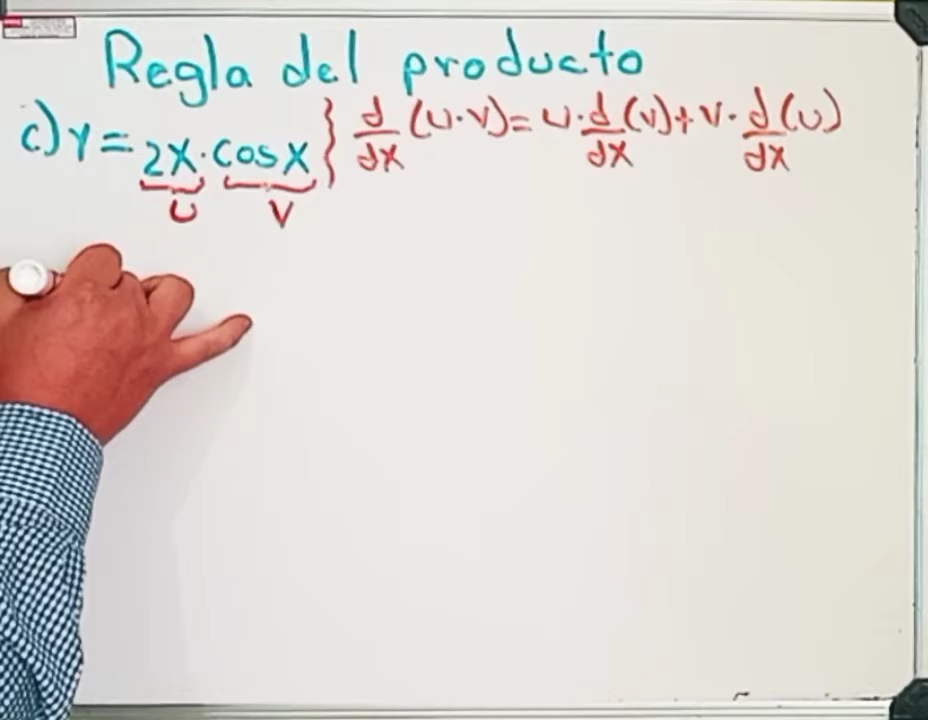 Regla del producto
c) y = 2x · cos x } d/dx (u·v) = u · d/dx (v) + v · d/dx (u)
u v